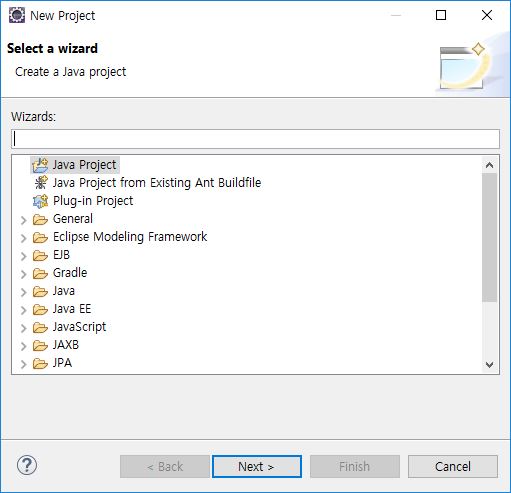 New Project
Select a wizard
Create a Java project
Wizards:
Java Project
Java Project from Existing Ant Buildfile
Plug-in Project
General
Eclipse Modeling Framework
EJB
Gradle
Java
Java EE
JavaScript
JAXB
JPA
?
< Back
Next >
Finish
Cancel